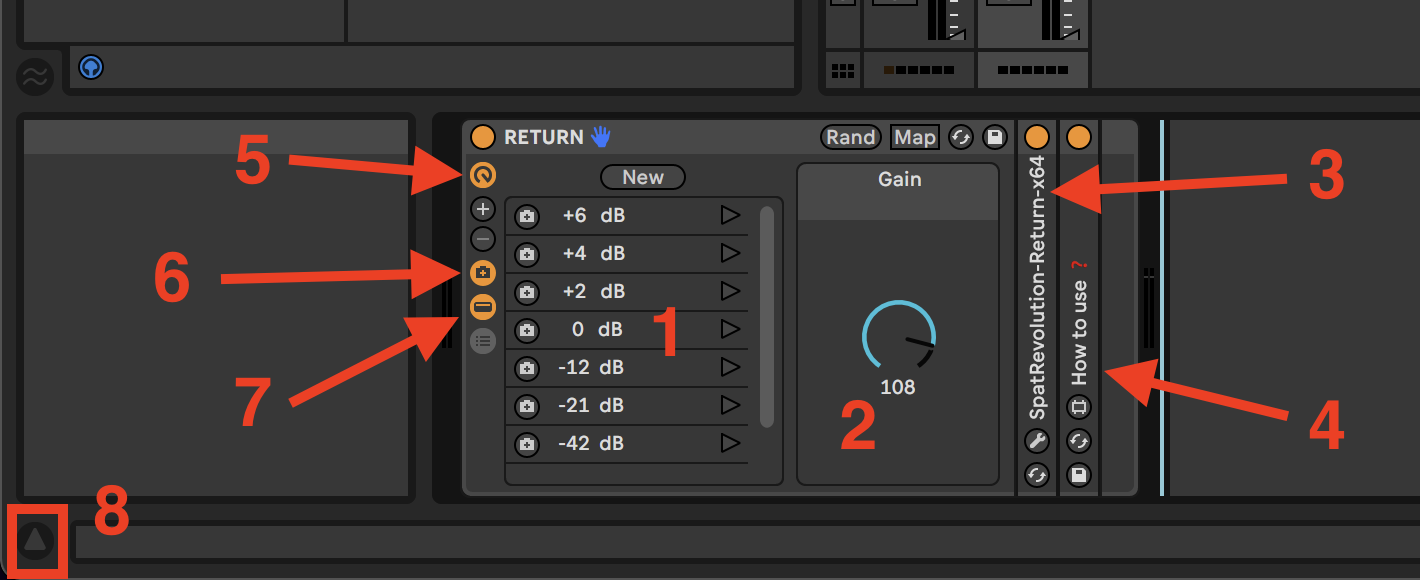 RETURN
Rand
Map
New
Gain
+6 dB
+4 dB
+2 dB
0 dB
-12 dB
-21 dB
-42 dB
108
SpatRevolution-Return-x64
How to use ?
1
2
3
4
5
6
7
8